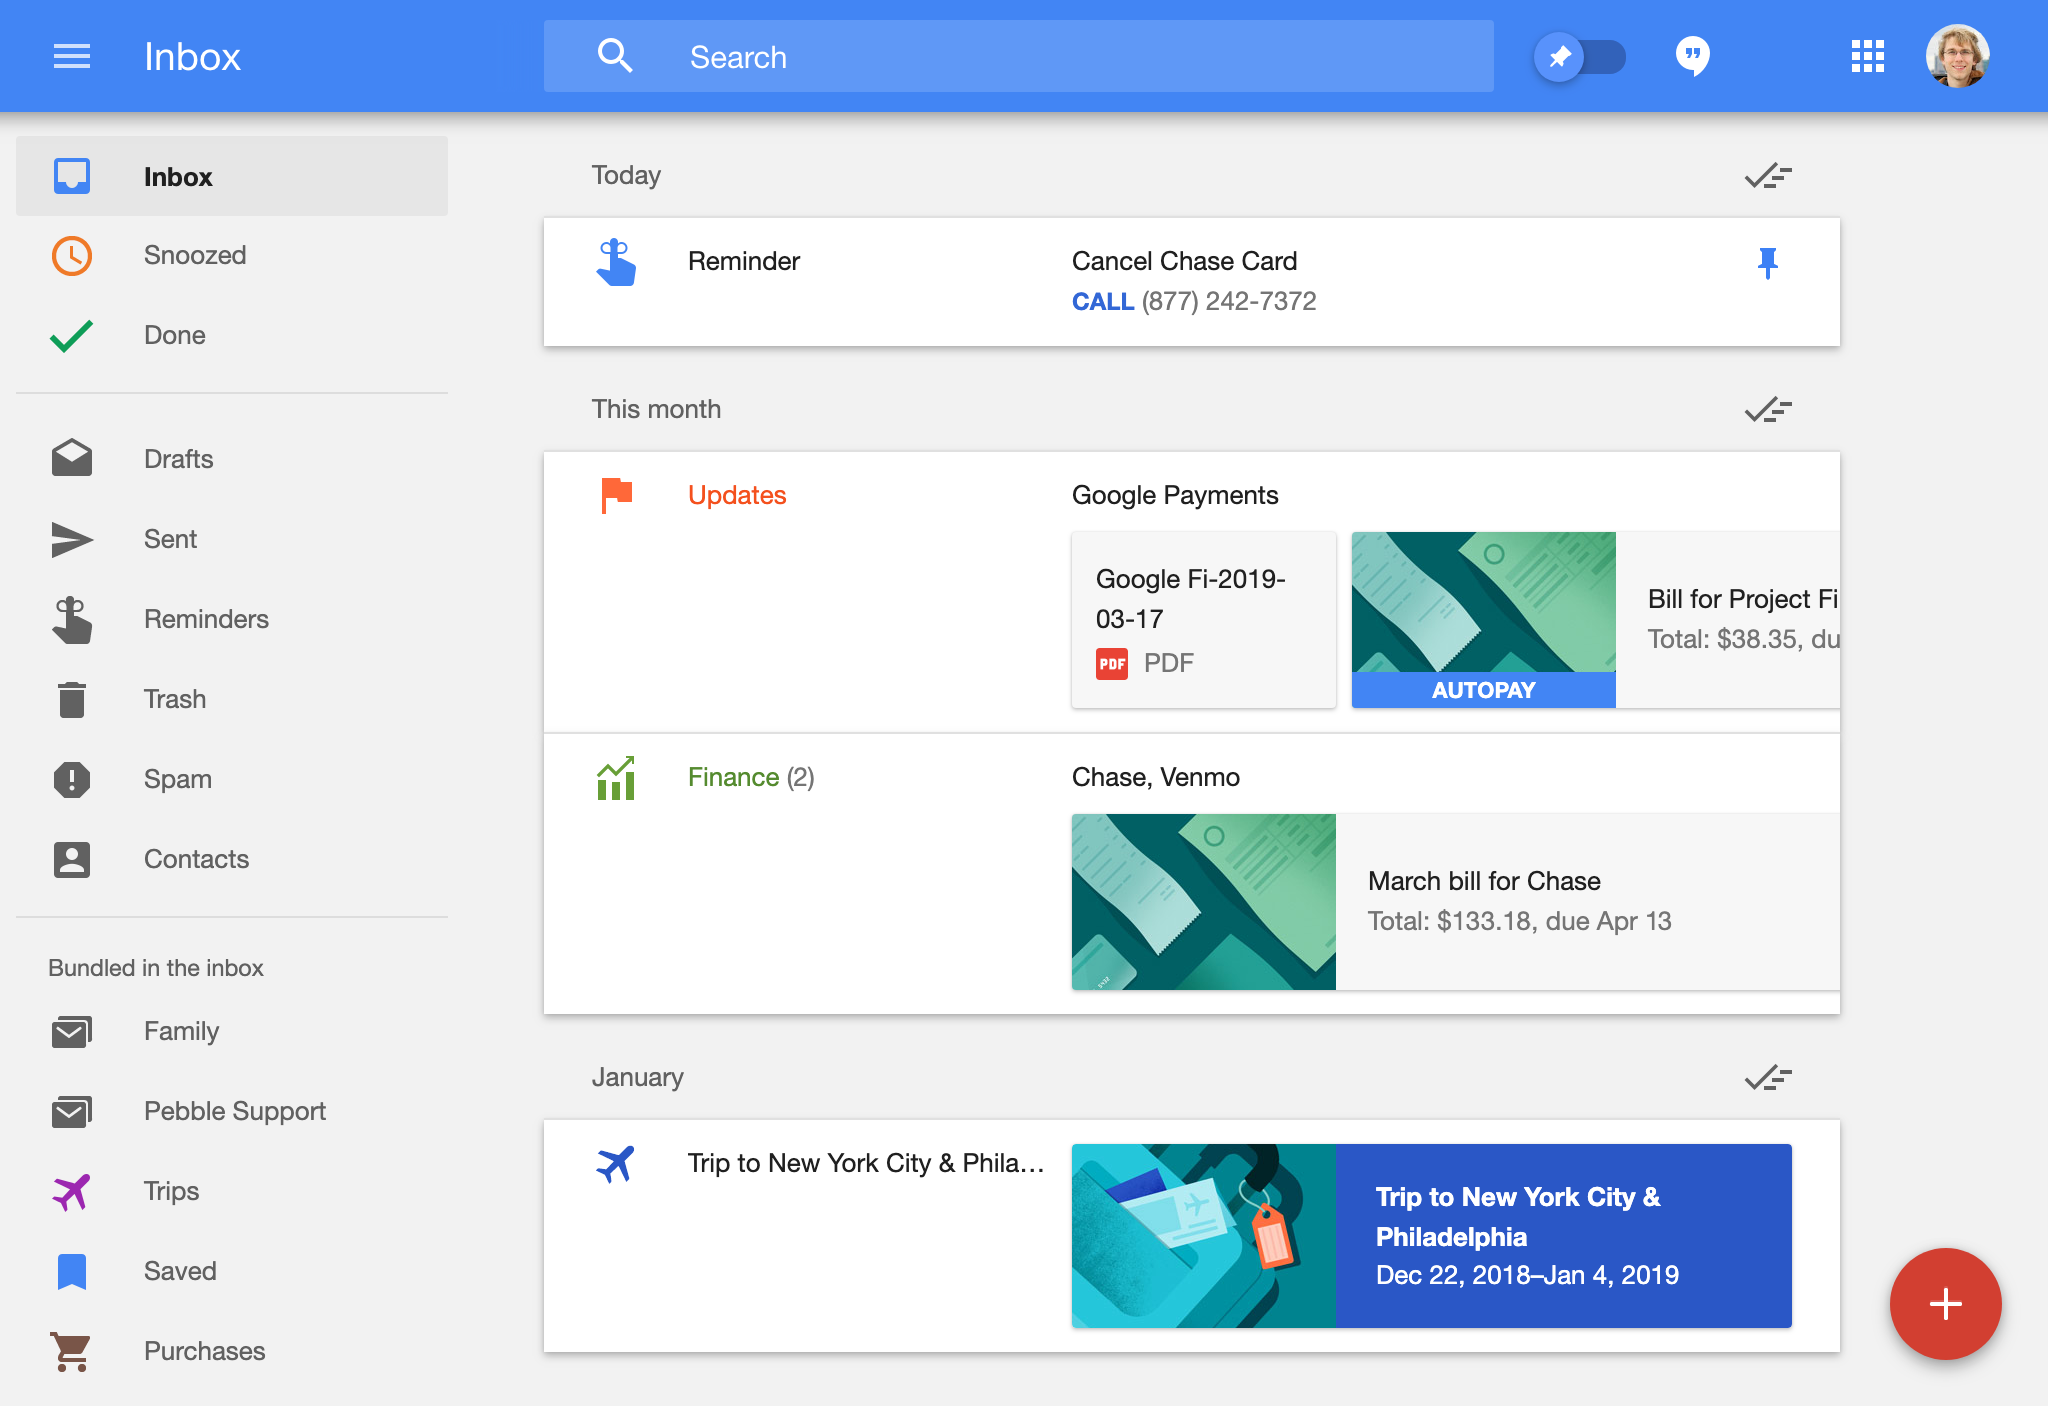 Inbox
Search
Inbox
Snoozed
Done
Drafts
Sent
Reminders
Trash
Spam
Contacts
Bundled in the inbox
Family
Pebble Support
Trips
Saved
Purchases
Today
Reminder
Cancel Chase Card
CALL (877) 242-7372
This month
Updates
Google Payments
Google Fi-2019-
03-17
PDF PDF
AUTOPAY
Bill for Project Fi
Total: $38.35, du
Finance (2)
Chase, Venmo
March bill for Chase
Total: $133.18, due Apr 13
January
Trip to New York City & Phila…
Trip to New York City &
Philadelphia
Dec 22, 2018–Jan 4, 2019